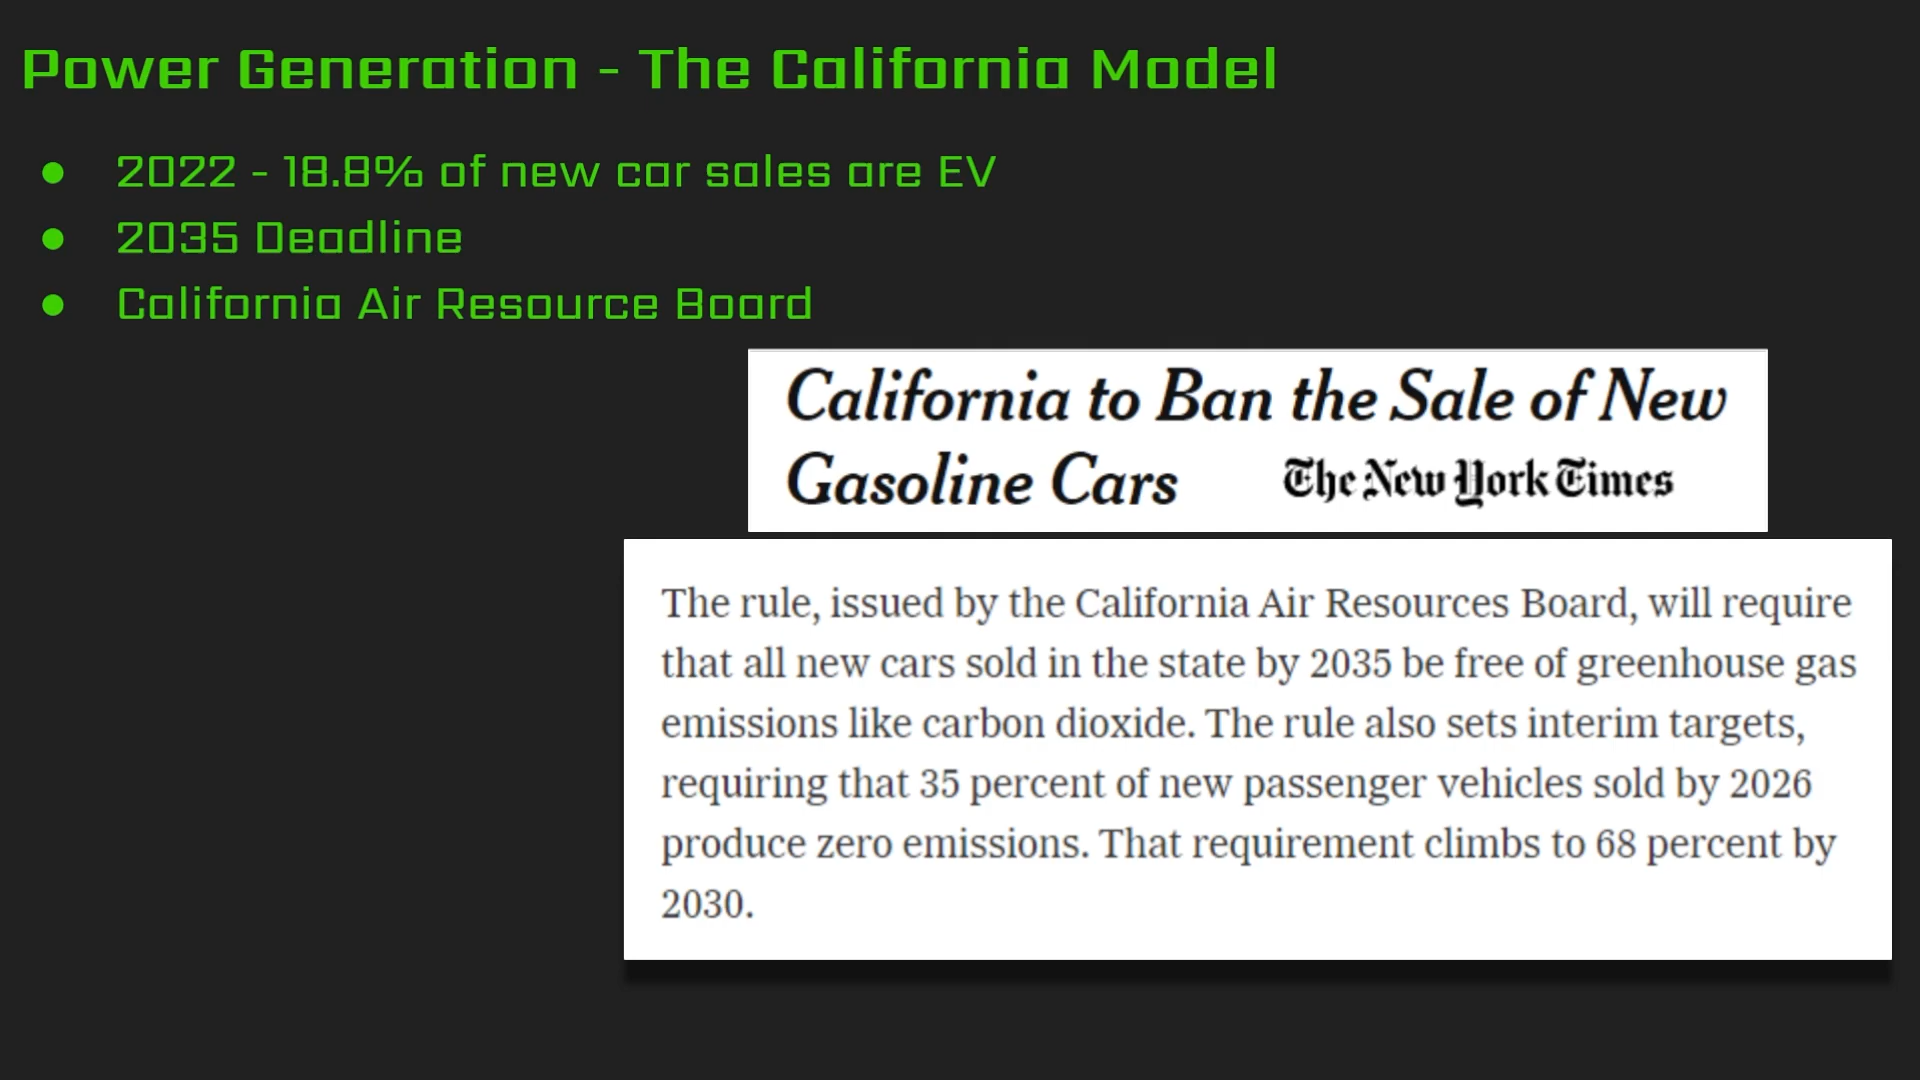 Power Generation - The California Model
● 2022 - 18.8% of new car sales are EV
● 2035 Deadline
● California Air Resource Board
California to Ban the Sale of New
Gasoline Cars
The New York Times
The rule, issued by the California Air Resources Board, will require
that all new cars sold in the state by 2035 be free of greenhouse gas
emissions like carbon dioxide. The rule also sets interim targets,
requiring that 35 percent of new passenger vehicles sold by 2026
produce zero emissions. That requirement climbs to 68 percent by
2030.